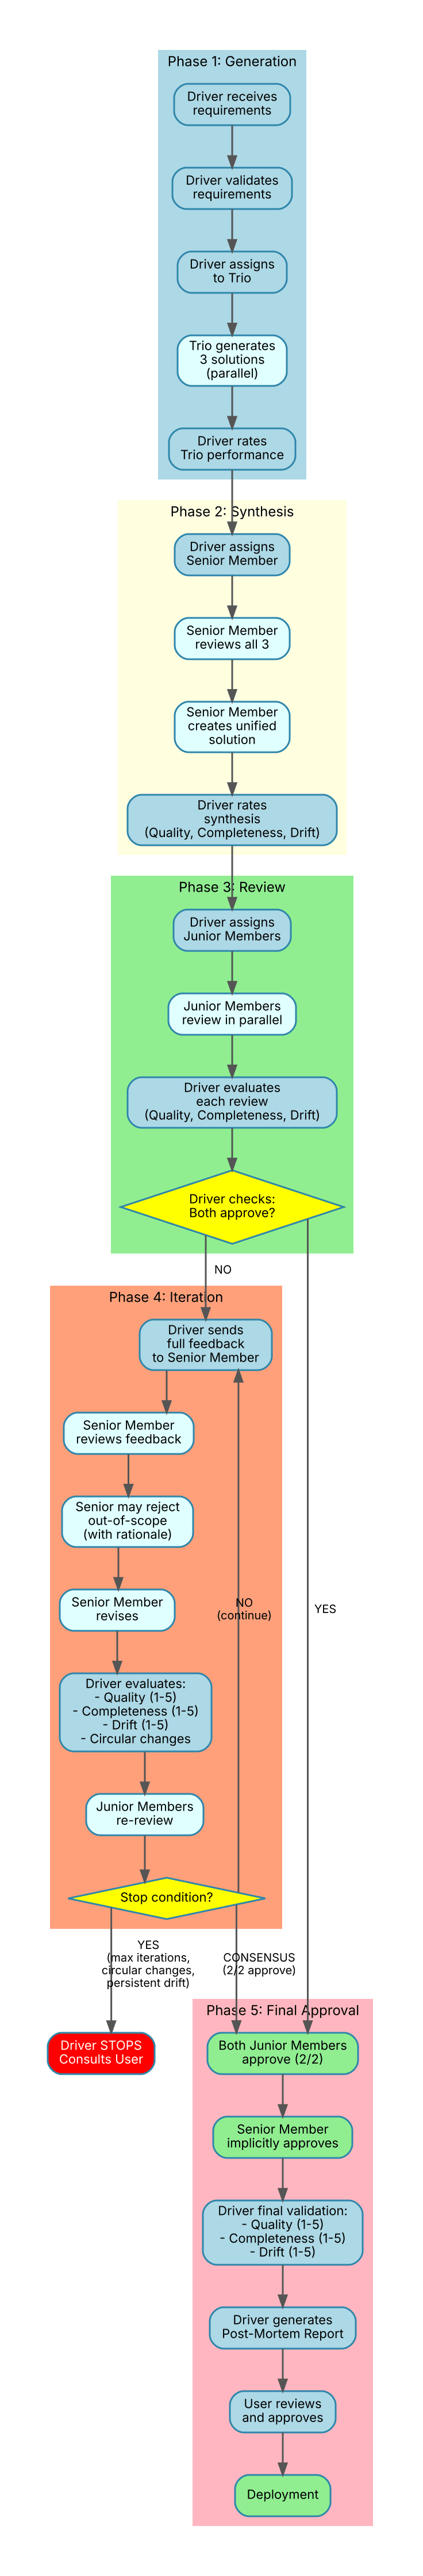 Phase 1: Generation
Driver receives
requirements
Driver validates
requirements
Driver assigns
to Trio
Trio generates
3 solutions
(parallel)
Driver rates
Trio performance
Phase 2: Synthesis
Driver assigns
Senior Member
Senior Member
reviews all 3
Senior Member
creates unified
solution
Driver rates
synthesis
(Quality, Completeness, Drift)
Phase 3: Review
Driver assigns
Junior Members
Junior Members
review in parallel
Driver evaluates
each review
(Quality, Completeness, Drift)
Driver checks:
Both approve?
NO
Phase 4: Iteration
Driver sends
full feedback
to Senior Member
Senior Member
reviews feedback
Senior may reject
out-of-scope
(with rationale)
Senior Member
revises
NO
(continue)
YES
Driver evaluates:
- Quality (1-5)
- Completeness (1-5)
- Drift (1-5)
- Circular changes
Junior Members
re-review
Stop condition?
YES
(max iterations,
circular changes,
persistent drift)
CONSENSUS
(2/2 approve)
Driver STOPS
Consults User
Phase 5: Final Approval
Both Junior Members
approve (2/2)
Senior Member
implicitly approves
Driver final validation:
- Quality (1-5)
- Completeness (1-5)
- Drift (1-5)
Driver generates
Post-Mortem Report
User reviews
and approves
Deployment